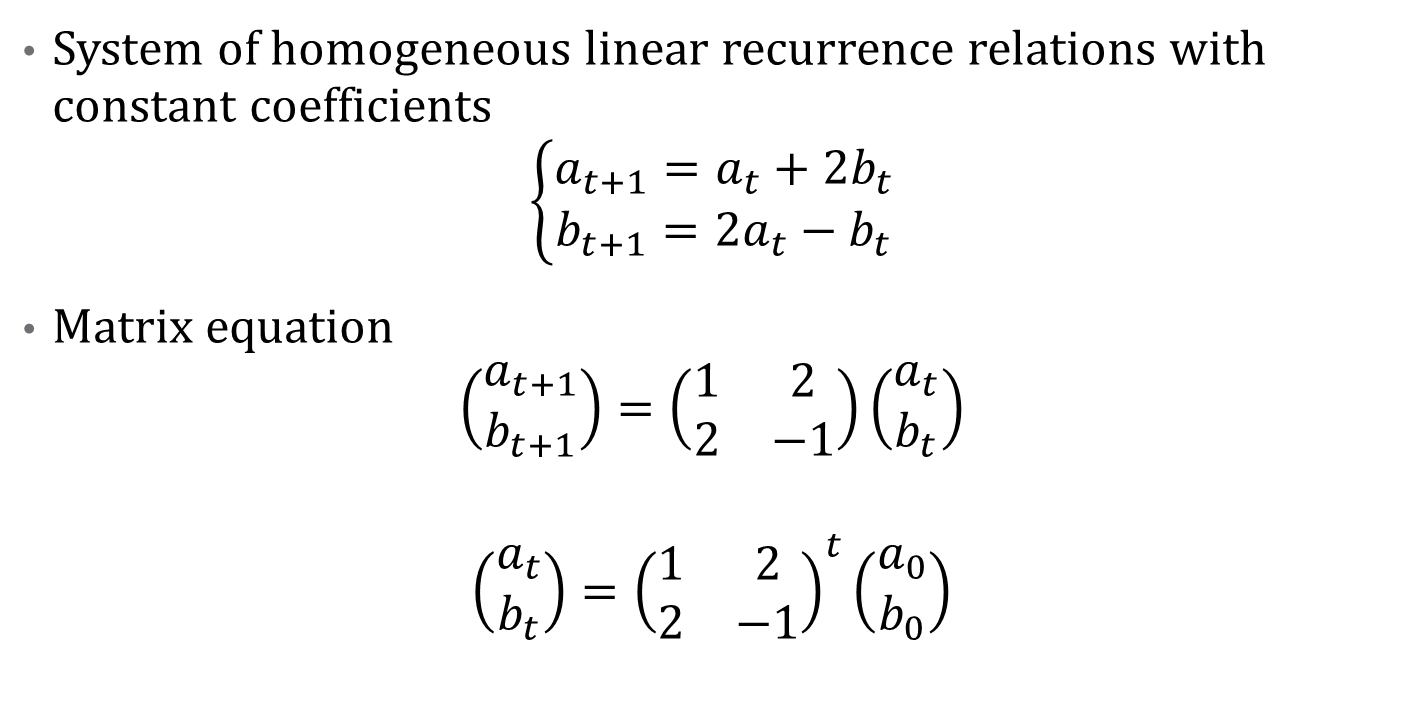 • System of homogeneous linear recurrence relations with
constant coefficients
{a_{t+1} = a_t + 2b_t
b_{t+1} = 2a_t − b_t
• Matrix equation
(a_{t+1} b_{t+1}) = (1 2 2 −1) (a_t b_t)
(a_t b_t) = (1 2 2 −1)^t (a_0 b_0)